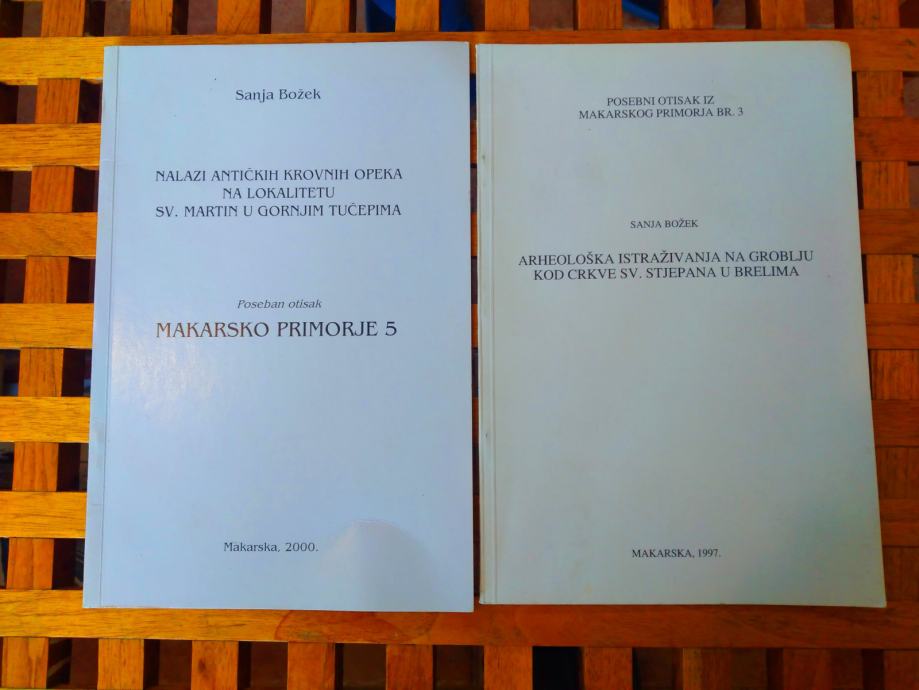 Sanja Božek
NALAZI ANTIČKIH KROVNIH OPEKA
NA LOKALITETU
SV. MARTIN U GORNJIM TUČEPIMA
Poseban otisak
MAKARSKO PRIMORJE 5
Makarska, 2000.
POSEBNI OTISAK IZ
MAKARSKOG PRIMORJA BR. 3
SANJA BOŽEK
ARHEOLOŠKA ISTRAŽIVANJA NA GROBLJU
KOD CRKVE SV. STJEPANA U BRELIMA
MAKARSKA, 1997.